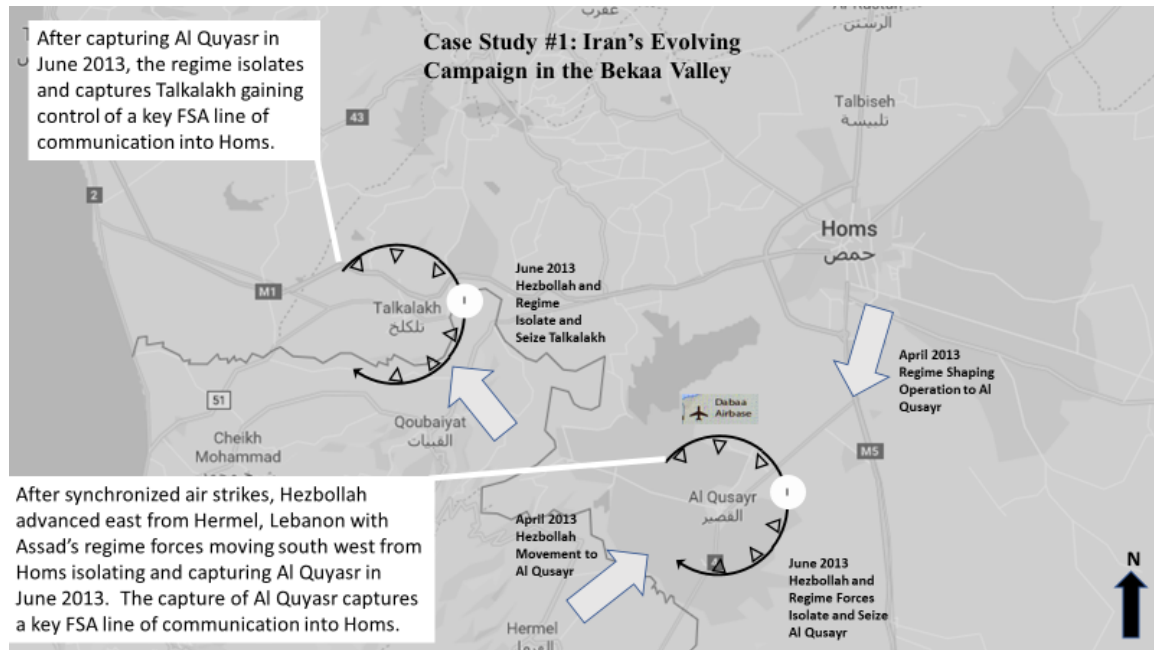 After capturing Al Quyasr in
June 2013, the regime isolates
and captures Talkalakh gaining
control of a key FSA line of
communication into Homs.
Case Study #1: Iran's Evolving
Campaign in the Bekaa Valley
عقرب
الرستن
Talbiseh
تلبيسة
43
2
Homs
حمص
M1
Talkalakh
تلكلخ
I
June 2013
Hezbollah and
Regime
Isolate and
Seize Talkalakh
April 2013
Regime Shaping
Operation to Al
Qusayr
51
Qoubaiyat
القبيات
Cheikh
Mohammad
Dabaa
Airbase
M5
Al Qusayr
القصير
I
After synchronized air strikes, Hezbollah
advanced east from Hermel, Lebanon with
Assad's regime forces moving south west from
Homs isolating and capturing Al Quyasr in
June 2013. The capture of Al Quyasr captures
a key FSA line of communication into Homs.
April 2013
Hezbollah
Movement to
Al Qusayr
June 2013
Hezbollah and
Regime Forces
Isolate and Seize
Al Qusayr
Hermel
N